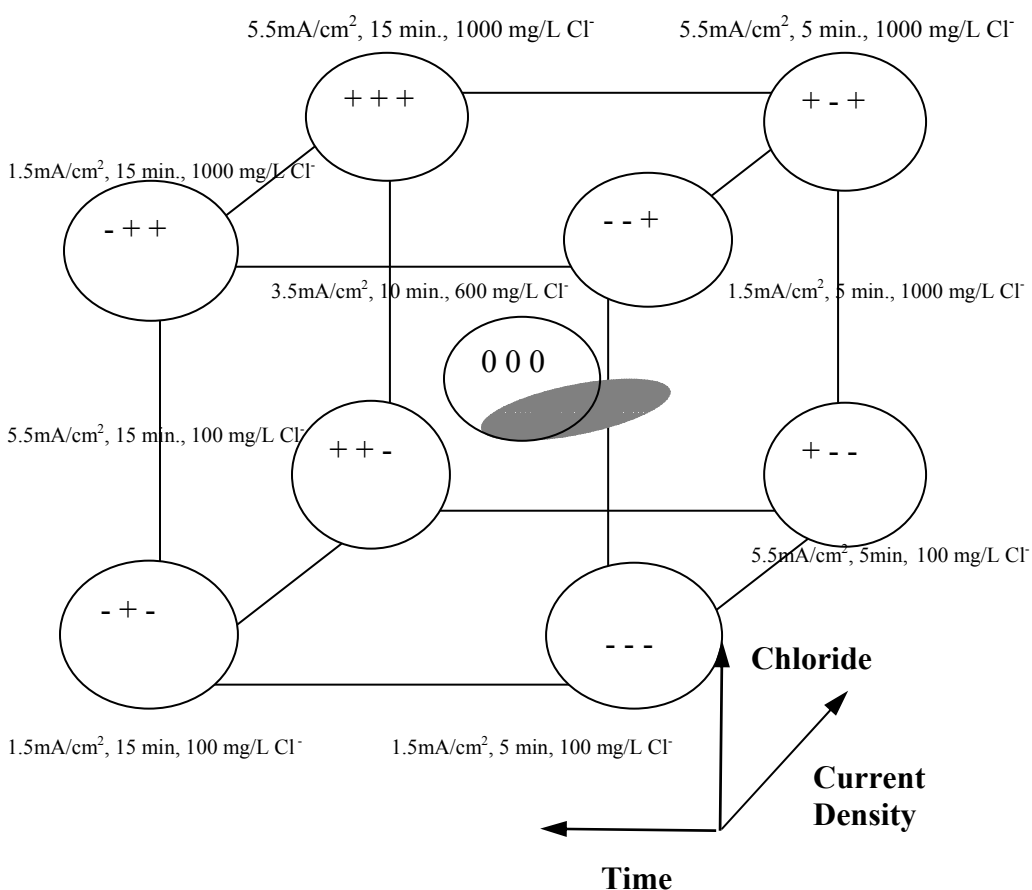 5.5mA/cm², 15 min., 1000 mg/L Cl⁻
5.5mA/cm², 5 min., 1000 mg/L Cl⁻
+ + +
+ - +
1.5mA/cm², 15 min., 1000 mg/L Cl⁻
- + +
- - +
3.5mA/cm², 10 min., 600 mg/L Cl⁻
1.5mA/cm², 5 min., 1000 mg/L Cl⁻
0 0 0
5.5mA/cm², 15 min., 100 mg/L Cl⁻
+ + -
+ - -
5.5mA/cm², 5min, 100 mg/L Cl⁻
- + -
- - -
Chloride
1.5mA/cm², 15 min, 100 mg/L Cl⁻
1.5mA/cm², 5 min, 100 mg/L Cl⁻
Current
Density
Time